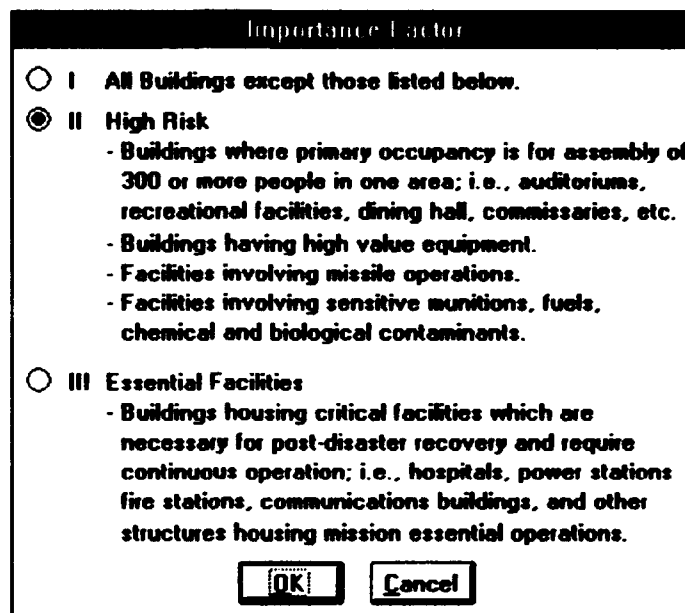 Importance Factor
I All Buildings except those listed below.
II High Risk
- Buildings where primary occupancy is for assembly of
300 or more people in one area; i.e., auditoriums,
recreational facilities, dining hall, commissaries, etc.
- Buildings having high value equipment.
- Facilities involving missile operations.
- Facilities involving sensitive munitions, fuels,
chemical and biological contaminants.
III Essential Facilities
- Buildings housing critical facilities which are
necessary for post-disaster recovery and require
continuous operation; i.e., hospitals, power stations
fire stations, communications buildings, and other
structures housing mission essential operations.
OK Cancel